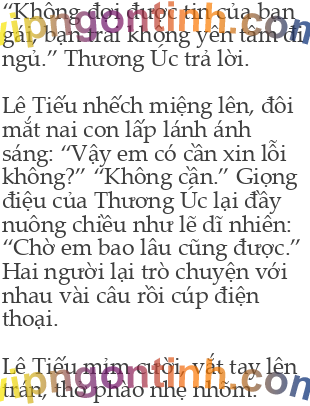 “Không đợi được tin của bạn
gái, bạn trai không yên tâm đi
ngủ.” Thương Úc trả lời.
Lê Tiếu nhếch miệng lên, đôi
mắt nai con lấp lánh ánh
sáng: “Vậy em có cần xin lỗi
không?” “Không cần.” Giọng
điệu của Thương Úc lại đầy
nuông chiều như lẽ dĩ nhiên:
“Chờ em bao lâu cũng được.”
Hai người lại trò chuyện với
nhau vài câu rồi cúp điện
thoại.
Lê Tiếu mỉm cười, vắt tay lên
trán, thở phào nhẹ nhõm.
vipngontinh.com